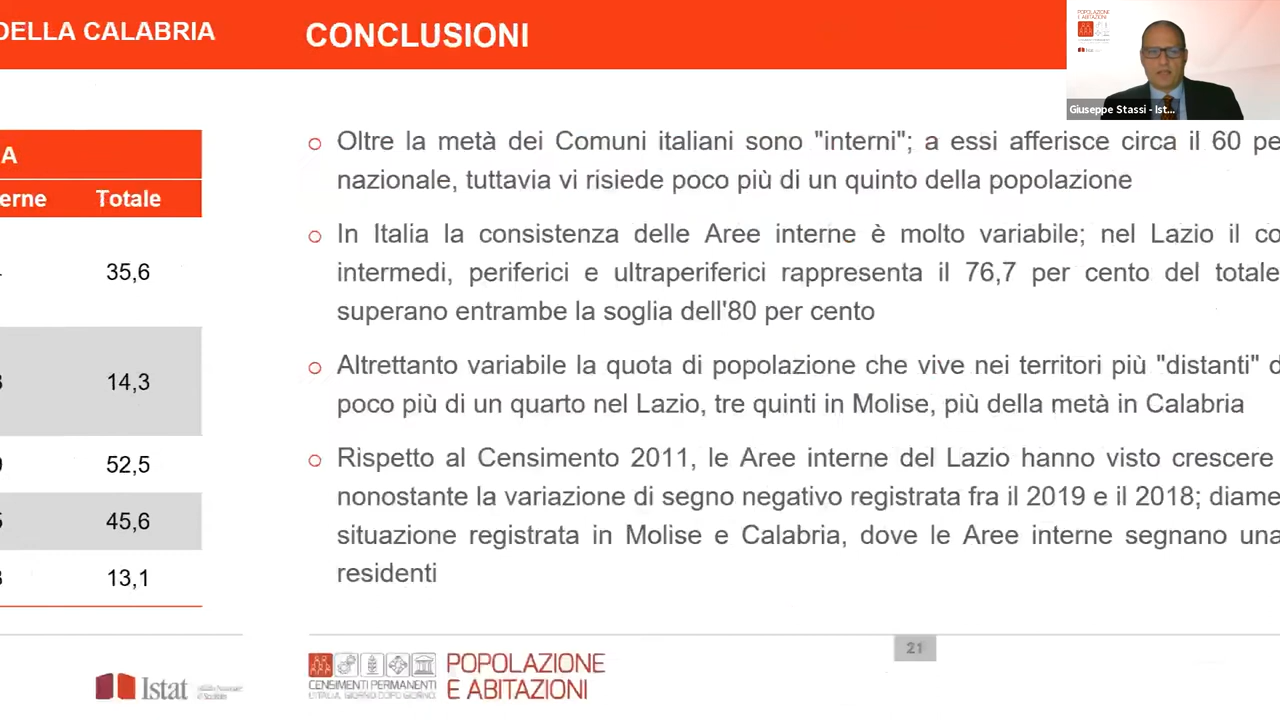 DELLA CALABRIA
A
erne Totale
35,6
14,3
52,5
45,6
13,1
Istat
CONCLUSIONI
Oltre la metà dei Comuni italiani sono "interni"; a essi afferisce circa il 60 pe
nazionale, tuttavia vi risiede poco più di un quinto della popolazione
In Italia la consistenza delle Aree interne è molto variabile; nel Lazio il co
intermedi, periferici e ultraperiferici rappresenta il 76,7 per cento del totale
superano entrambe la soglia dell'80 per cento
Altrettanto variabile la quota di popolazione che vive nei territori più "distanti" d
poco più di un quarto nel Lazio, tre quinti in Molise, più della metà in Calabria
Rispetto al Censimento 2011, le Aree interne del Lazio hanno visto crescere
nonostante la variazione di segno negativo registrata fra il 2019 e il 2018; diame
situazione registrata in Molise e Calabria, dove le Aree interne segnano una
residenti
CENSIMENTI PERMANENTI
L'ITALIA, GIORNO DOPO GIORNO
POPOLAZIONE
E ABITAZIONI
21
POPOLAZIONE
E ABITAZIONI
Giuseppe Stassi - Ist...